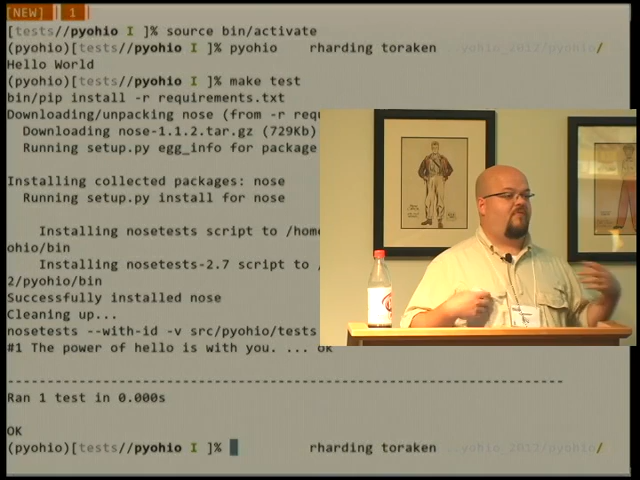 [NEW] 1
[tests//pyohio I ]% source bin/activate
(pyohio)[tests//pyohio I ]% pyohio rharding toraken ...yohio_2012/pyohio/
Hello World
(pyohio)[tests//pyohio I ]% make test
bin/pip install -r requirements.txt
Downloading/unpacking nose (from -r requ
Downloading nose-1.1.2.tar.gz (729Kb)
Running setup.py egg_info for package
Installing collected packages: nose
Running setup.py install for nose
Installing nosetests script to /home
ohio/bin
Installing nosetests-2.7 script to /
2/pyohio/bin
Successfully installed nose
Cleaning up...
nosetests --with-id -v src/pyohio/tests
#1 The power of hello is with you. ... ok
----------------------------------------------------------------------
Ran 1 test in 0.000s
OK
(pyohio)[tests//pyohio I ]% rharding toraken ...yohio_2012/pyohio/